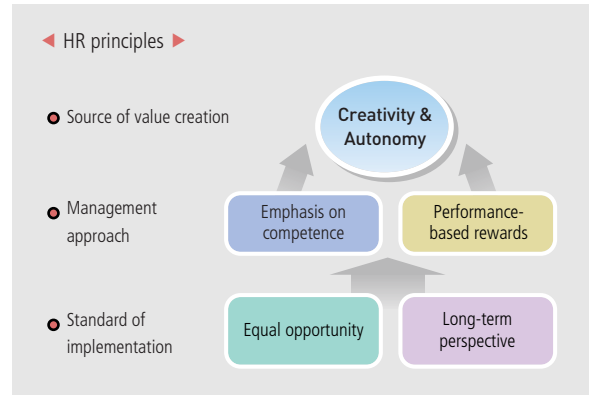 HR principles
Source of value creation
Creativity &
Autonomy
Management
approach
Emphasis on
competence
Performance-
based rewards
Standard of
implementation
Equal opportunity
Long-term
perspective